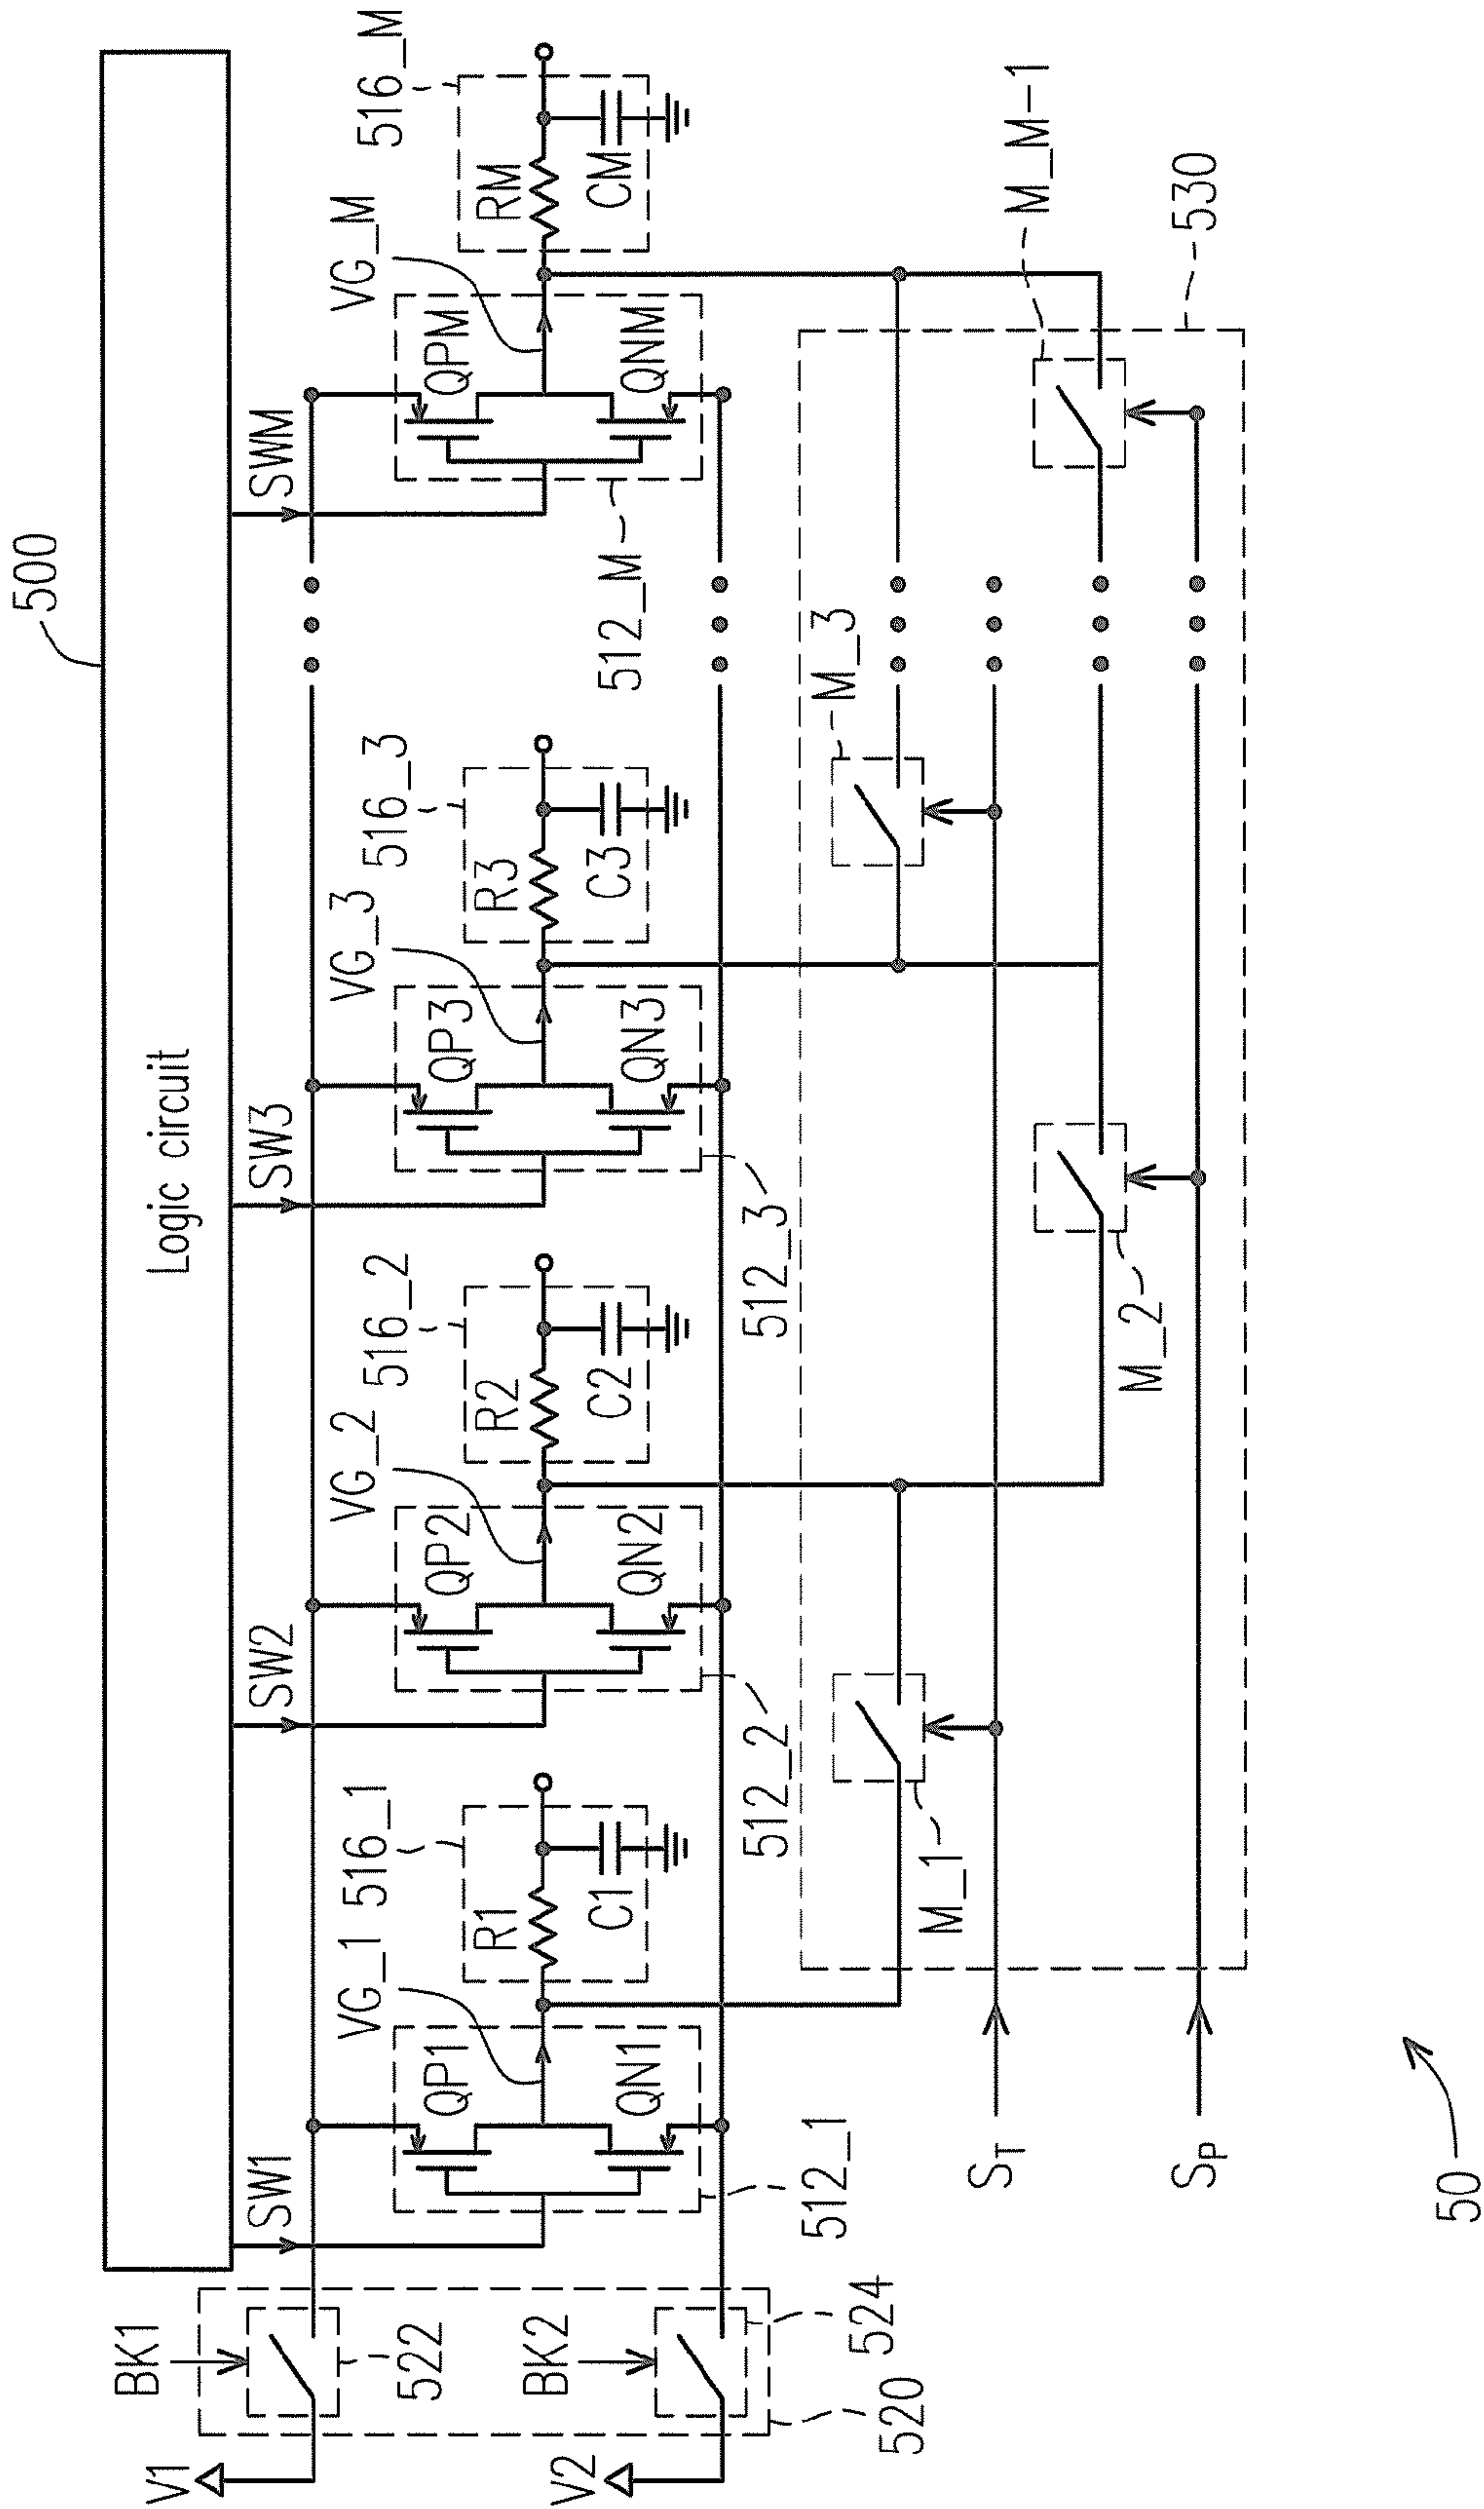 500
Logic circuit
BK1
V1
522
BK2
V2
524
520
SW1
QP1
QN1
VG_1
516_1
R1
C1
512_1
SW2
QP2
QN2
VG_2
516_2
R2
C2
512_2
SW3
QP3
QN3
VG_3
516_3
R3
C3
512_3
SWM
QPM
QNM
VG_M
516_M
RM
CM
512_M
M_1
M_2
M_3
M_M-1
530
ST
SP
50